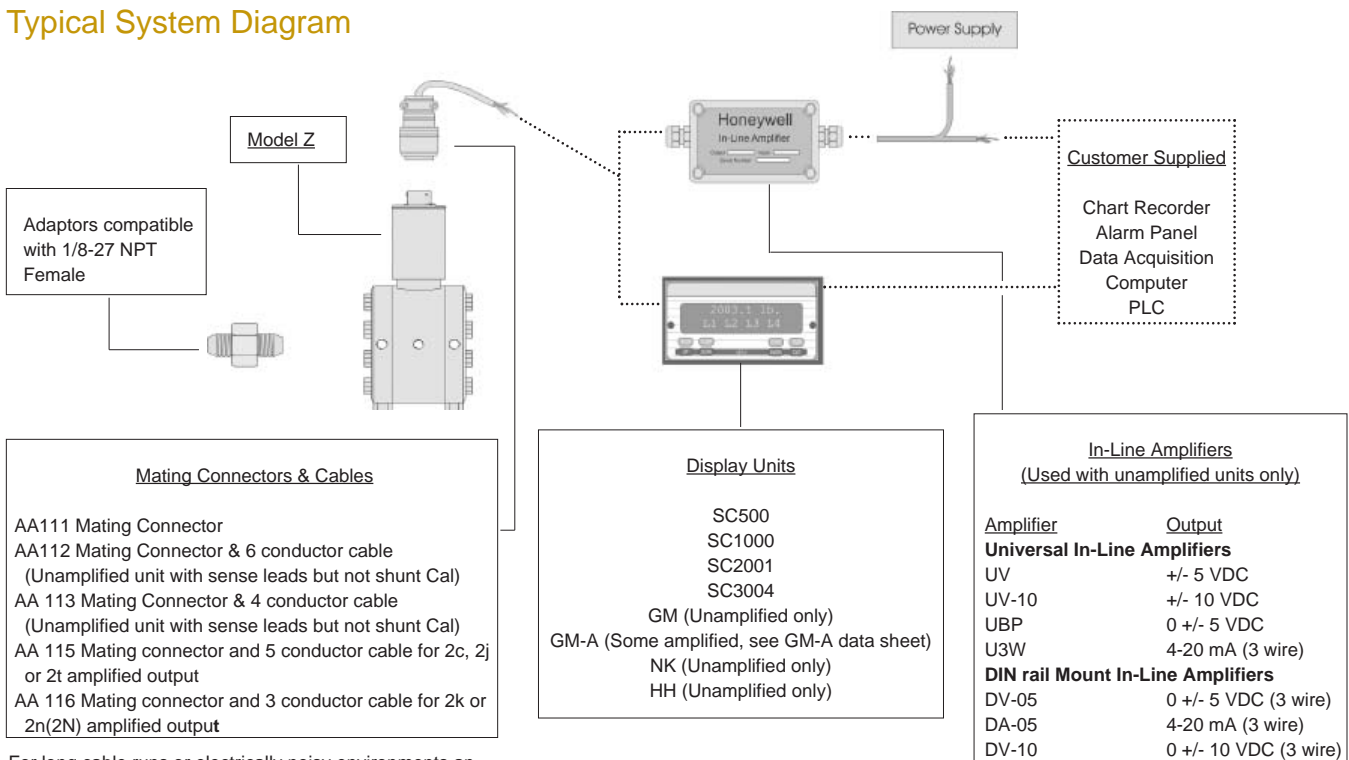 Typical System Diagram
Power Supply
Honeywell
In-Line Amplifier
Model Z
Customer Supplied
Chart Recorder
Alarm Panel
Data Acquisition
Computer
PLC
Adaptors compatible
with 1/8-27 NPT
Female
2003.1 lb.
L1 L2 L3 L4
Mating Connectors & Cables
AA111 Mating Connector
AA112 Mating Connector & 6 conductor cable
(Unamplified unit with sense leads but not shunt Cal)
AA 113 Mating Connector & 4 conductor cable
(Unamplified unit with sense leads but not shunt Cal)
AA 115 Mating connector and 5 conductor cable for 2c, 2j
or 2t amplified output
AA 116 Mating connector and 3 conductor cable for 2k or
2n(2N) amplified output
Display Units
SC500
SC1000
SC2001
SC3004
GM (Unamplified only)
GM-A (Some amplified, see GM-A data sheet)
NK (Unamplified only)
HH (Unamplified only)
In-Line Amplifiers
(Used with unamplified units only)
Amplifier Output
Universal In-Line Amplifiers
UV +/- 5 VDC
UV-10 +/- 10 VDC
UBP 0 +/- 5 VDC
U3W 4-20 mA (3 wire)
DIN rail Mount In-Line Amplifiers
DV-05 0 +/- 5 VDC (3 wire)
DA-05 4-20 mA (3 wire)
DV-10 0 +/- 10 VDC (3 wire)